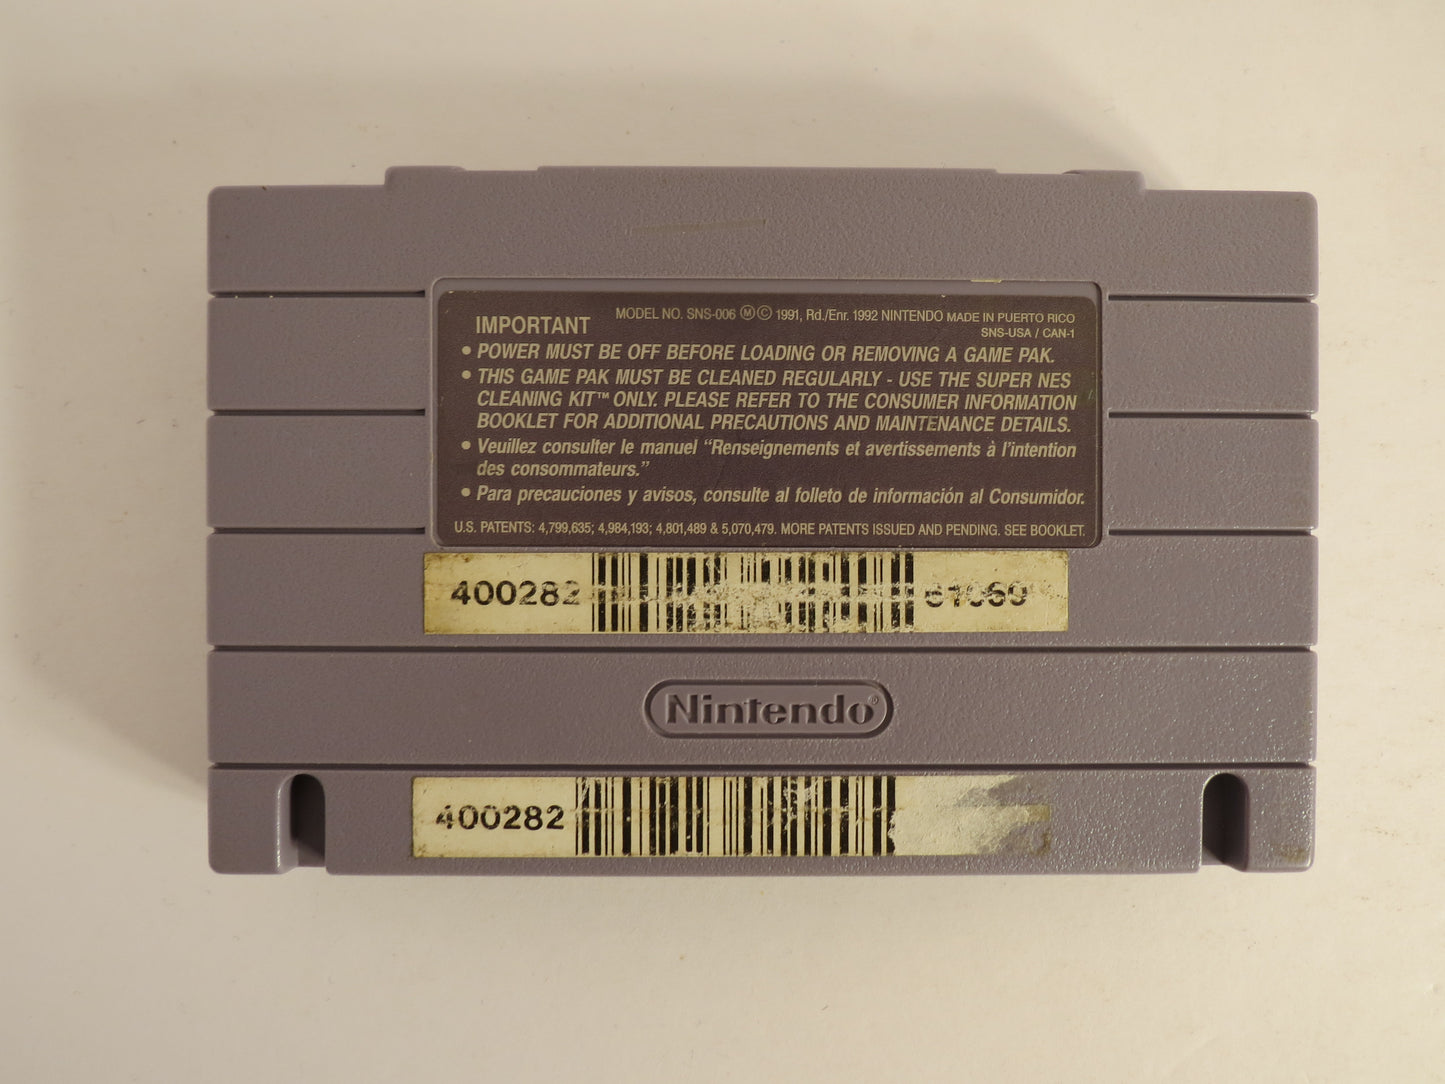 MODEL NO. SNS-006 ⓂⒸ 1991, Rd./Enr. 1992 NINTENDO MADE IN PUERTO RICO
SNS-USA / CAN-1
IMPORTANT
• POWER MUST BE OFF BEFORE LOADING OR REMOVING A GAME PAK.
• THIS GAME PAK MUST BE CLEANED REGULARLY - USE THE SUPER NES
CLEANING KIT™ ONLY. PLEASE REFER TO THE CONSUMER INFORMATION
BOOKLET FOR ADDITIONAL PRECAUTIONS AND MAINTENANCE DETAILS.
• Veuillez consulter le manuel “Renseignements et avertissements à l’intention
des consommateurs.”
• Para precauciones y avisos, consulte al folleto de información al Consumidor.
U.S. PATENTS: 4,799,635; 4,984,193; 4,801,489 & 5,070,479. MORE PATENTS ISSUED AND PENDING. SEE BOOKLET.
400282
Nintendo®
400282